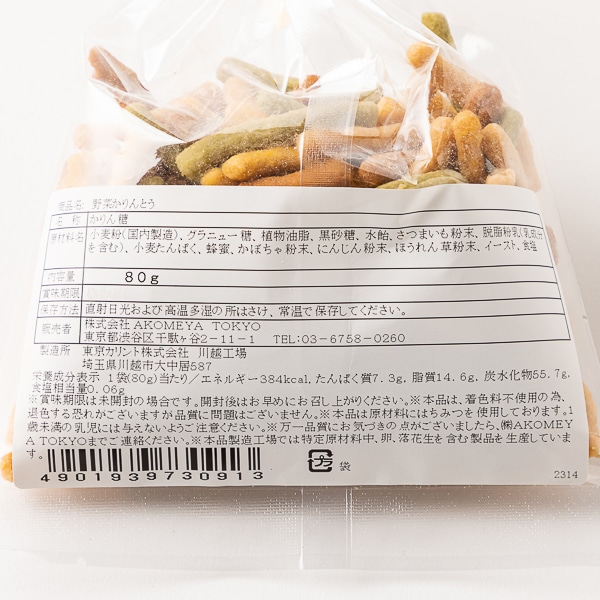 商品名: 野菜かりんとう
名 称 かりん糖
原材料名 小麦粉(国内製造)、グラニュー糖、植物油脂、黒砂糖、水飴、さつまいも粉末、脱脂粉乳(乳成分
を含む)、小麦たんぱく、蜂蜜、かぼちゃ粉末、にんじん粉末、ほうれん草粉末、イースト、食塩
内容量 80g
賞味期限
保存方法 直射日光および高温多湿の所はさけ、常温で保存してください。
販売者 株式会社 AKOMEYA TOKYO
東京都渋谷区千駄ヶ谷2-11-1 TEL:03-6758-0260
製造所 東京カリント株式会社 川越工場
埼玉県川越市大中居587
栄養成分表示 1袋(80g)当たり/エネルギー384kcal、たんぱく質7.3g、脂質14.6g、炭水化物55.7g、
食塩相当量0.06g
※賞味期限は未開封の場合です。開封後はお早めにお召し上がりください。※本品は、着色料不使用の為、
退色する恐れがございますが品質に問題はございません。※本品は原材料にはちみつを使用しております。1
歳未満の乳児には与えないようご注意ください。※万一品質にお気づきの点がございましたら、㈱AKOMEY
A TOKYOまでご連絡ください。※本品製造工場では特定原材料中、卵、落花生を含む製品を生産していま
す。
4901939730913
プラ 袋
2314